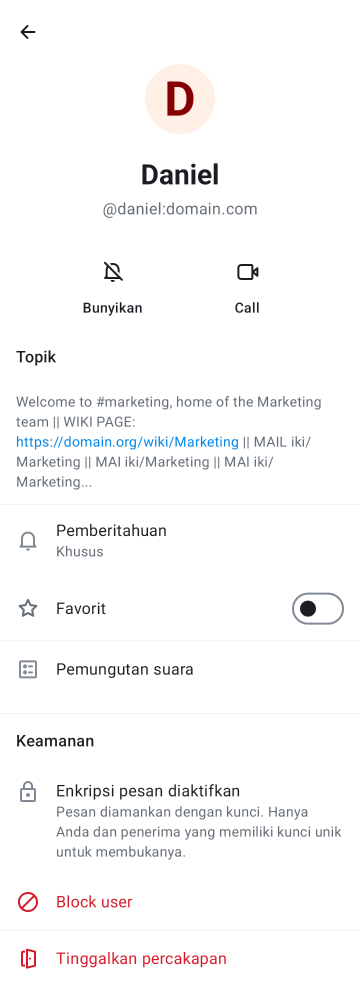 D
Daniel
@daniel:domain.com
Bunyikan
Call
Topik
Welcome to #marketing, home of the Marketing
team || WIKI PAGE:
https://domain.org/wiki/Marketing || MAIL iki/
Marketing || MAI iki/Marketing || MAI iki/
Marketing...
Pemberitahuan
Khusus
Favorit
Pemungutan suara
Keamanan
Enkripsi pesan diaktifkan
Pesan diamankan dengan kunci. Hanya
Anda dan penerima yang memiliki kunci unik
untuk membukanya.
Block user
Tinggalkan percakapan